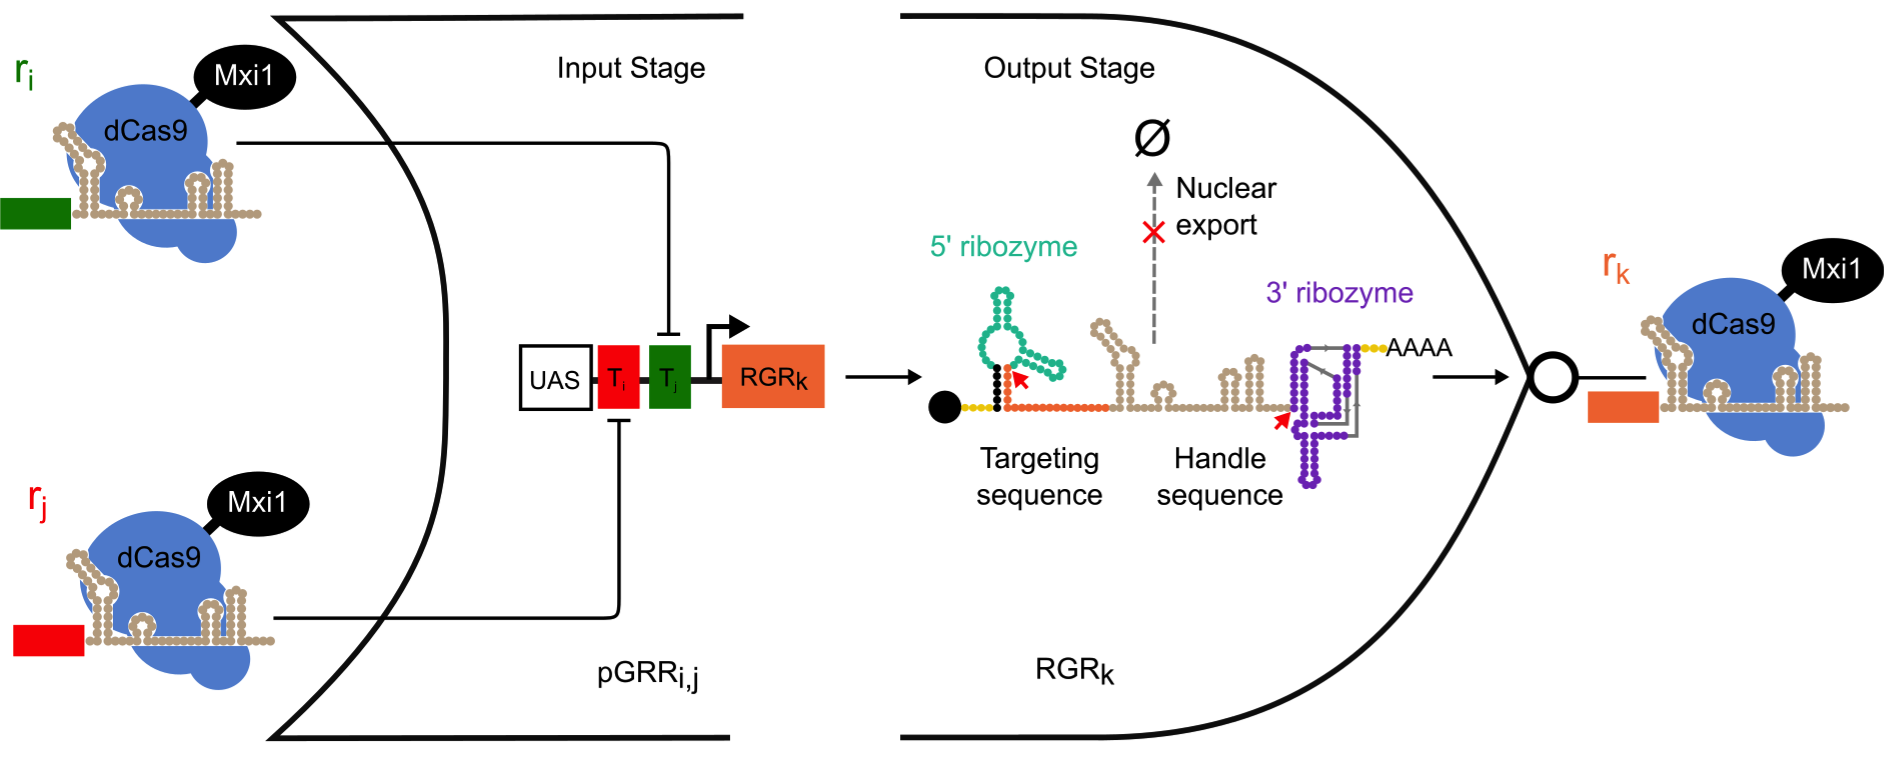 Input Stage
Output Stage
ri
Mxi1
dCas9
Ø
Nuclear
export
5' ribozyme
3' ribozyme
rk
Mxi1
dCas9
UAS
Ti
Tj
RGRk
AAAA
Targeting
sequence
Handle
sequence
rj
Mxi1
dCas9
pGRRi,j
RGRk